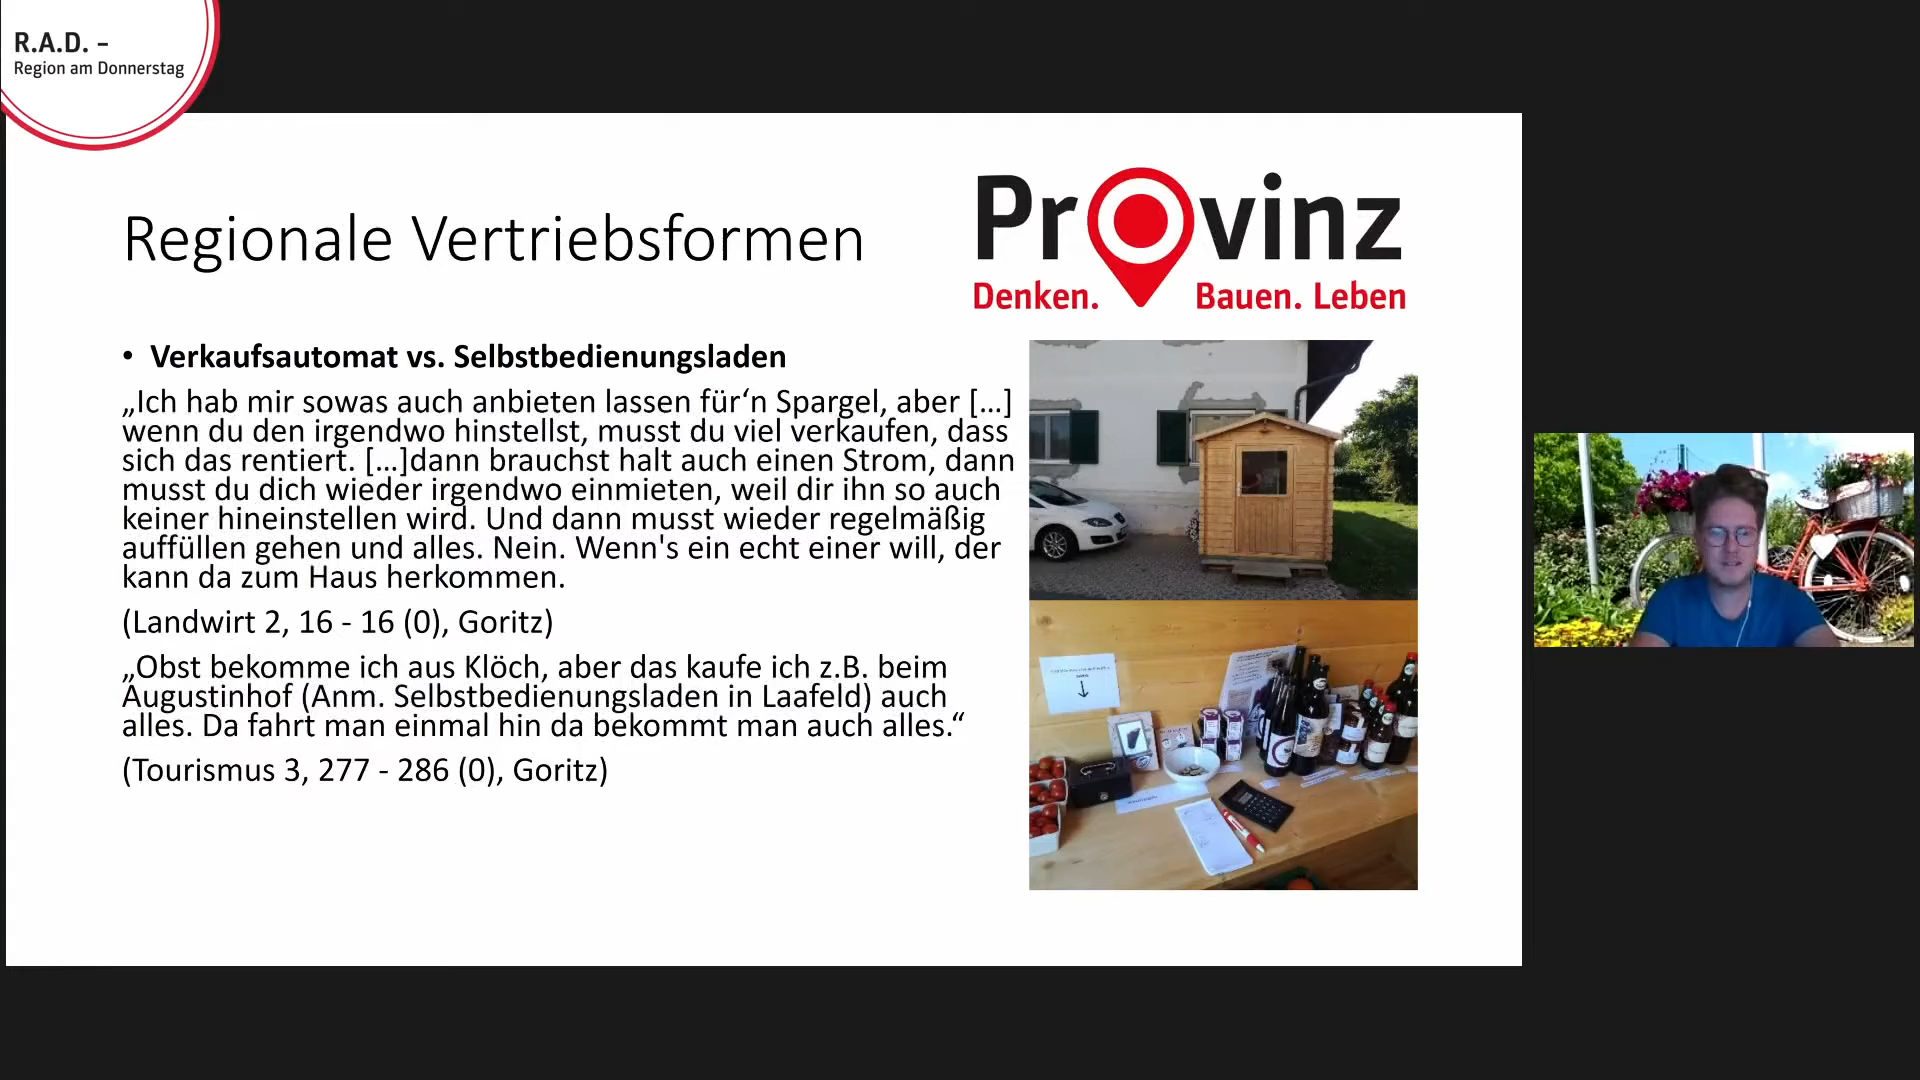 R.A.D. –
Region am Donnerstag
Provinz
Denken. Bauen. Leben
Regionale Vertriebsformen
• Verkaufsautomat vs. Selbstbedienungsladen
„Ich hab mir sowas auch anbieten lassen für‘n Spargel, aber [...]
wenn du den irgendwo hinstellst, musst du viel verkaufen, dass
sich das rentiert. [...]dann brauchst halt auch einen Strom, dann
musst du dich wieder irgendwo einmieten, weil dir ihn so auch
keiner hineinstellen wird. Und dann musst wieder regelmäßig
auffüllen gehen und alles. Nein. Wenn's ein echt einer will, der
kann da zum Haus herkommen.
(Landwirt 2, 16 - 16 (0), Goritz)
„Obst bekomme ich aus Klöch, aber das kaufe ich z.B. beim
Augustinhof (Anm. Selbstbedienungsladen in Laafeld) auch
alles. Da fahrt man einmal hin da bekommt man auch alles.“
(Tourismus 3, 277 - 286 (0), Goritz)